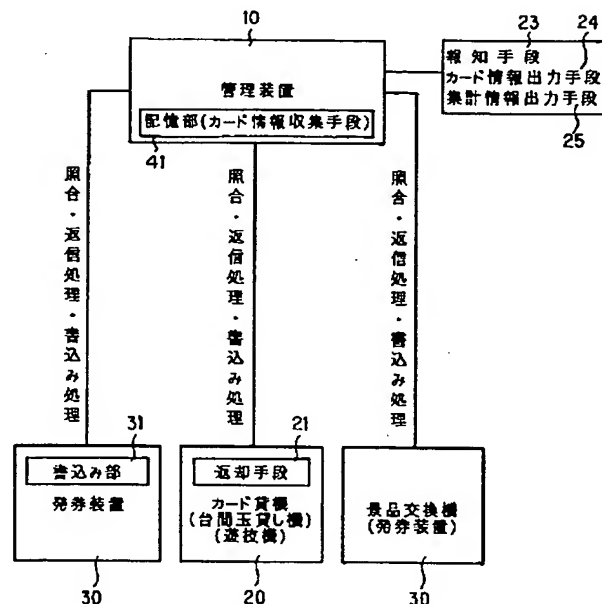 10
管理装置
記憶部(カード情報収集手段)
41
23
24
報知手段
カード情報出力手段
集計情報出力手段
25
照合・返信処理・書込み処理
照合・返信処理・書込み処理
照合・返信処理・書込み処理
31
書込み部
発券装置
30
21
返却手段
カード貸機
(台間玉貸し機)
(遊技機)
20
景品交換機
(発券装置)
30